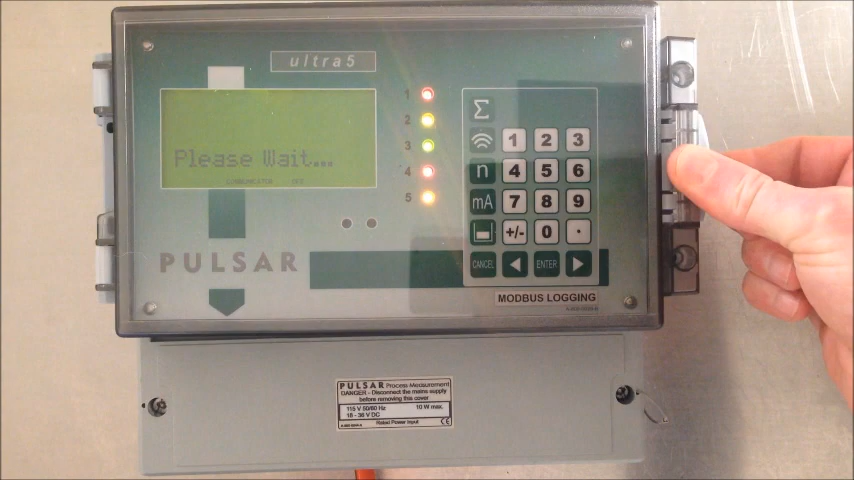 ultra5
Please Wait...
1
2
3
4
5
Σ
1 2 3
n 4 5 6
mA 7 8 9
+/- 0 .
CANCEL ENTER
PULSAR
MODBUS LOGGING
PULSAR Process Measurement
DANGER - Disconnect the mains supply
before removing this cover
115 V 50/60 Hz 10 W max.
18 - 36 V DC
Rated Power Input CE